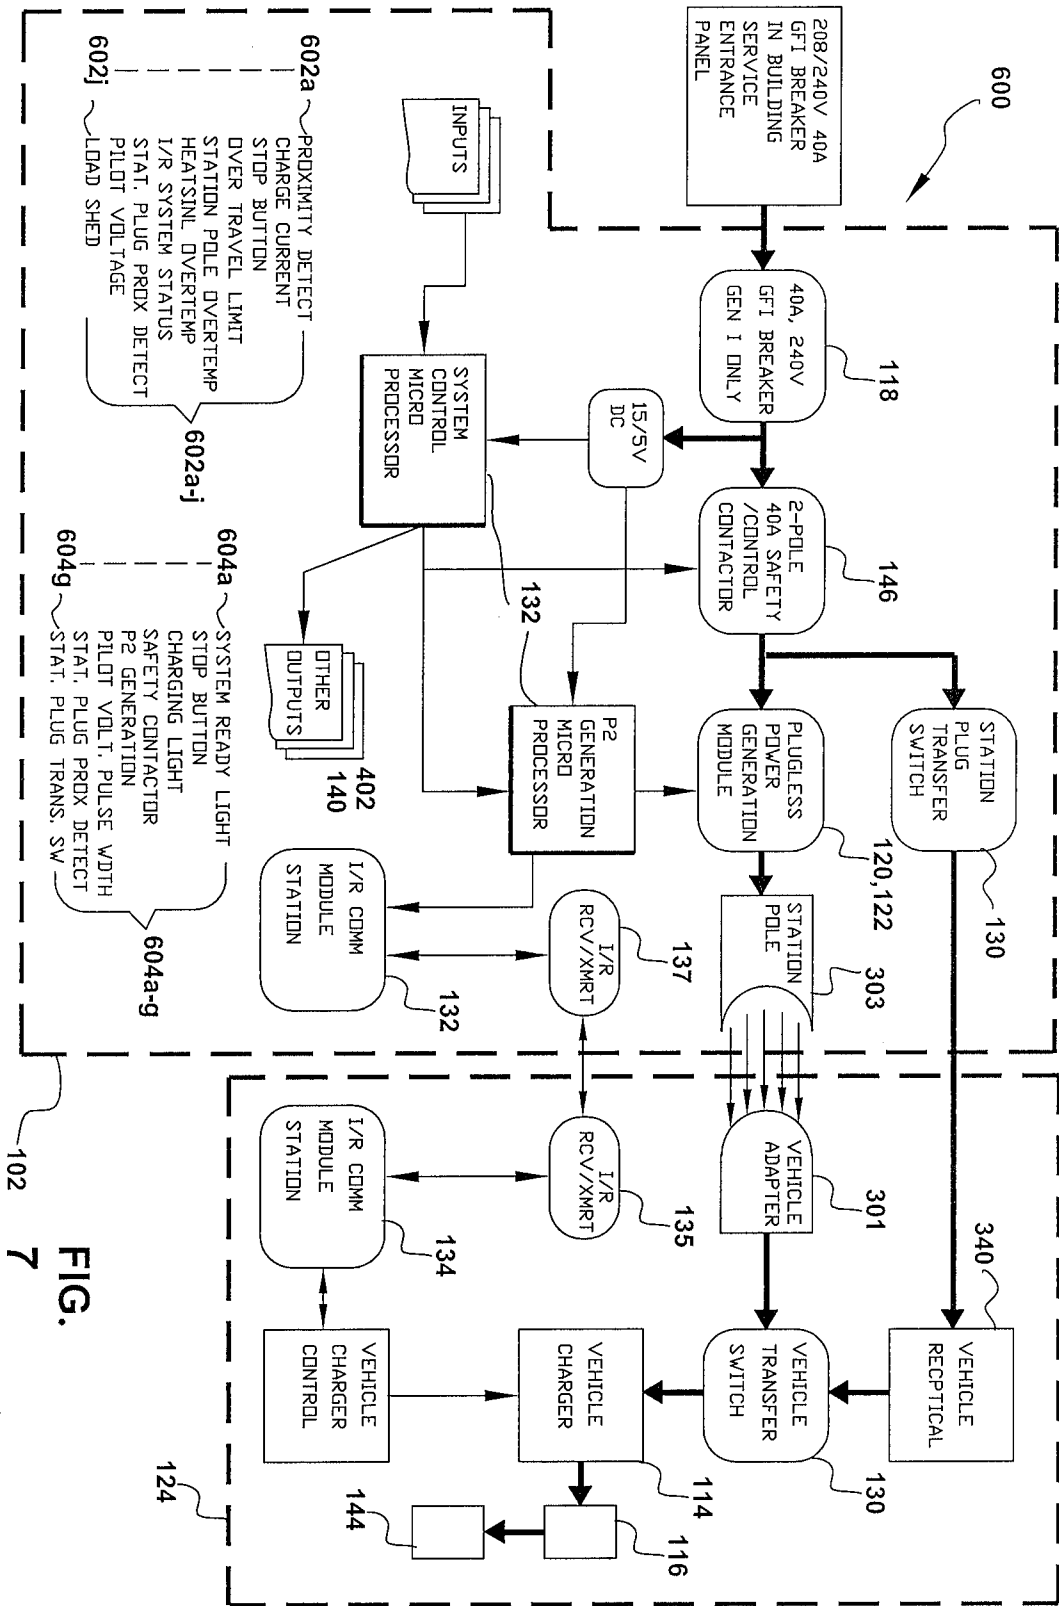 600
208/240V 40A
GFI BREAKER
IN BUILDING
SERVICE
ENTRANCE
PANEL
40A, 240V
GFI BREAKER
GEN I ONLY
118
15/5V
DC
2-POLE
40A SAFETY
/CONTROL
CONTACTOR
146
STATION
PLUG
TRANSFER
SWITCH
130
PLUGLESS
POWER
GENERATION
MODULE
120,122
STATION
POLE
303
VEHICLE
ADAPTER
301
VEHICLE
RECPTICAL
340
VEHICLE
TRANSFER
SWITCH
130
VEHICLE
CHARGER
114
116
144
VEHICLE
CHARGER
CONTROL
INPUTS
SYSTEM
CONTROL
MICRO
PROCESSOR
132
P2
GENERATION
MICRO
PROCESSOR
OTHER
OUTPUTS
402
140
I/R COMM
MODULE
STATION
132
I/R
RCV/XMRT
137
I/R
RCV/XMRT
135
I/R COMM
MODULE
STATION
134
602a
PROXIMITY DETECT
CHARGE CURRENT
STOP BUTTON
OVER TRAVEL LIMIT
STATION POLE OVERTEMP
HEATSINL OVERTEMP
I/R SYSTEM STATUS
STAT. PLUG PROX DETECT
PILOT VOLTAGE
LOAD SHED
602j
602a-j
604a
SYSTEM READY LIGHT
STOP BUTTON
CHARGING LIGHT
SAFETY CONTACTOR
P2 GENERATION
PILOT VOLT. PULSE WDTH
STAT. PLUG PROX DETECT
STAT. PLUG TRANS. SW
604g
604a-g
102
124
FIG.
7